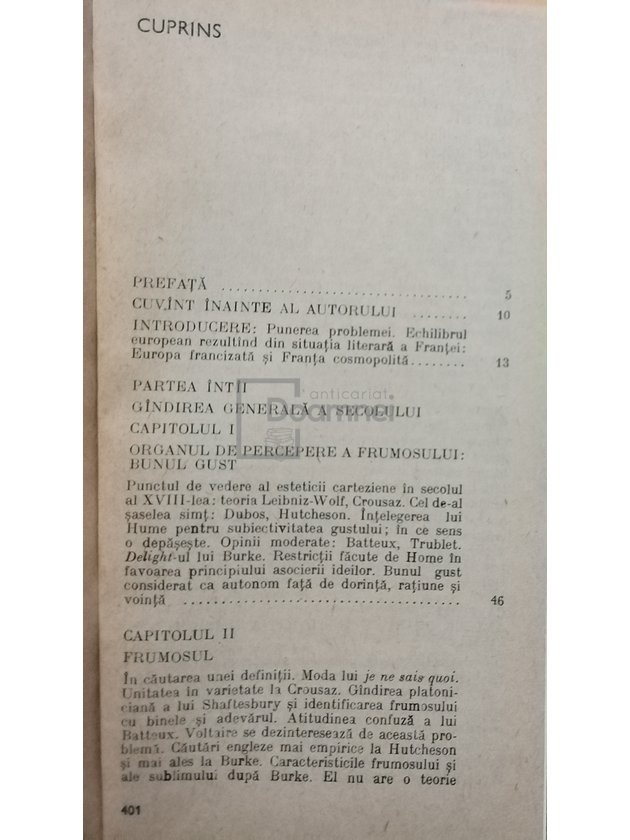 CUPRINS
PREFAȚĂ .................................. 5
CUVÎNT ÎNAINTE AL AUTORULUI ........ 10
INTRODUCERE: Punerea problemei. Echilibrul
european rezultînd din situația literară a Franței:
Europa francizată și Franța cosmopolită........ 13
PARTEA ÎNTÎI
GÎNDIREA GENERALĂ A SECOLULUI
CAPITOLUL I
ORGANUL DE PERCEPERE A FRUMOSULUI:
BUNUL GUST
anticariat
Doamnei
Punctul de vedere al esteticii carteziene în secolul
al XVIII-lea: teoria Leibniz-Wolf, Crousaz. Cel de-al
șaselea simț: Dubos, Hutcheson. Înțelegerea lui
Hume pentru subiectivitatea gustului; în ce sens
o depășește. Opinii moderate: Batteux, Trublet.
Delight-ul lui Burke. Restricții făcute de Home în
favoarea principiului asocierii ideilor. Bunul gust
considerat ca autonom față de dorință, rațiune și
voință .................................... 46
CAPITOLUL II
FRUMOSUL
În căutarea unei definiții. Moda lui je ne sais quoi.
Unitatea în varietate la Crousaz. Gîndirea platoni-
ciană a lui Shaftesbury și identificarea frumosului
cu binele și adevărul. Atitudinea confuză a lui
Batteux. Voltaire se dezinteresează de această pro-
blemă. Căutări engleze mai empirice la Hutcheson
și mai ales la Burke. Caracteristicile frumosului și
ale sublimului după Burke. El nu are o teorie
401